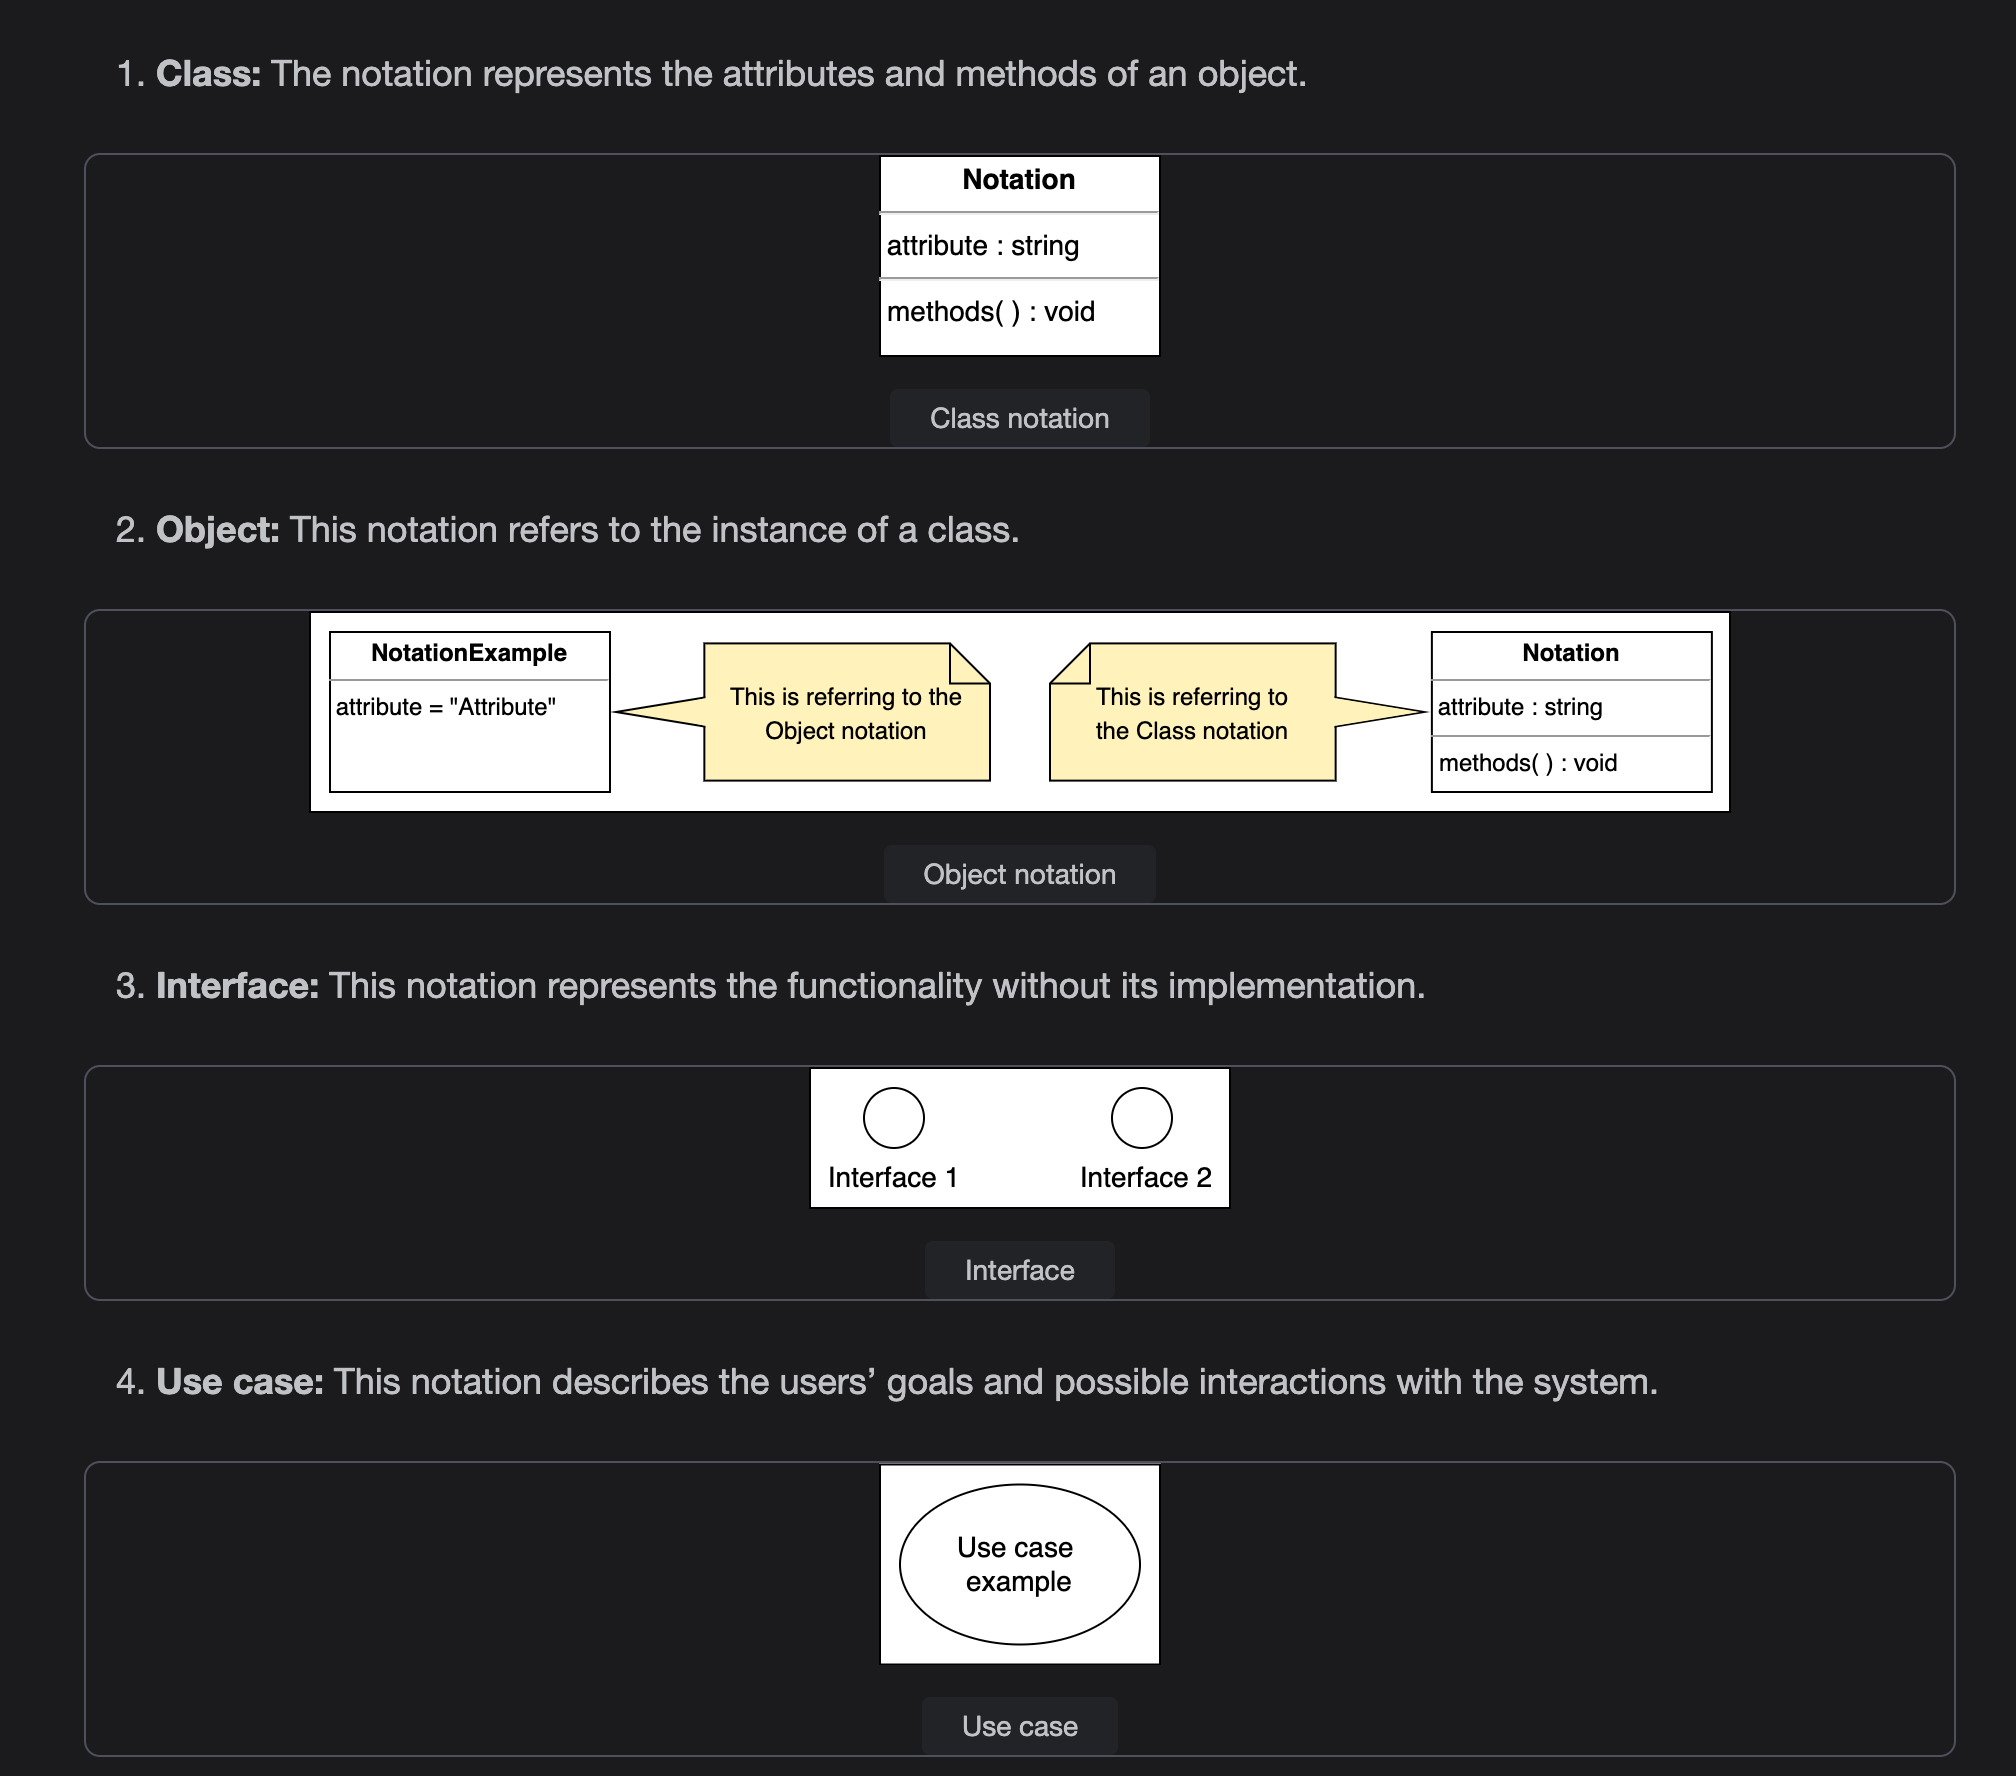 1. Class: The notation represents the attributes and methods of an object.
Notation
attribute : string
methods( ) : void
Class notation
2. Object: This notation refers to the instance of a class.
NotationExample
attribute = "Attribute"
This is referring to the
Object notation
This is referring to
the Class notation
Notation
attribute : string
methods( ) : void
Object notation
3. Interface: This notation represents the functionality without its implementation.
Interface 1
Interface 2
Interface
4. Use case: This notation describes the users’ goals and possible interactions with the system.
Use case
example
Use case